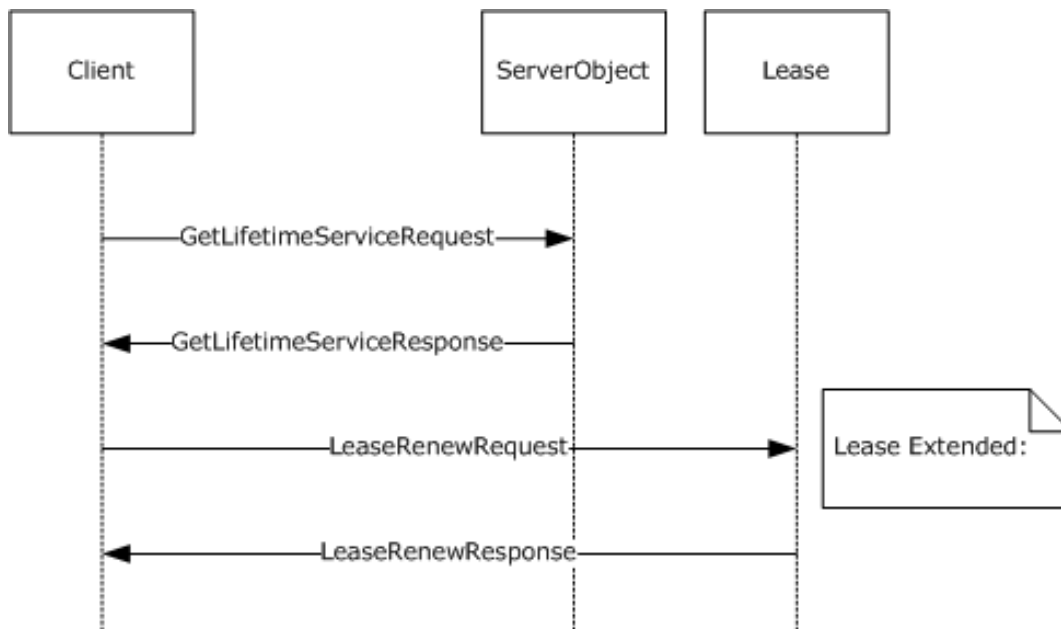 Client
ServerObject
Lease
GetLifetimeServiceRequest
GetLifetimeServiceResponse
LeaseRenewRequest
Lease Extended:
LeaseRenewResponse